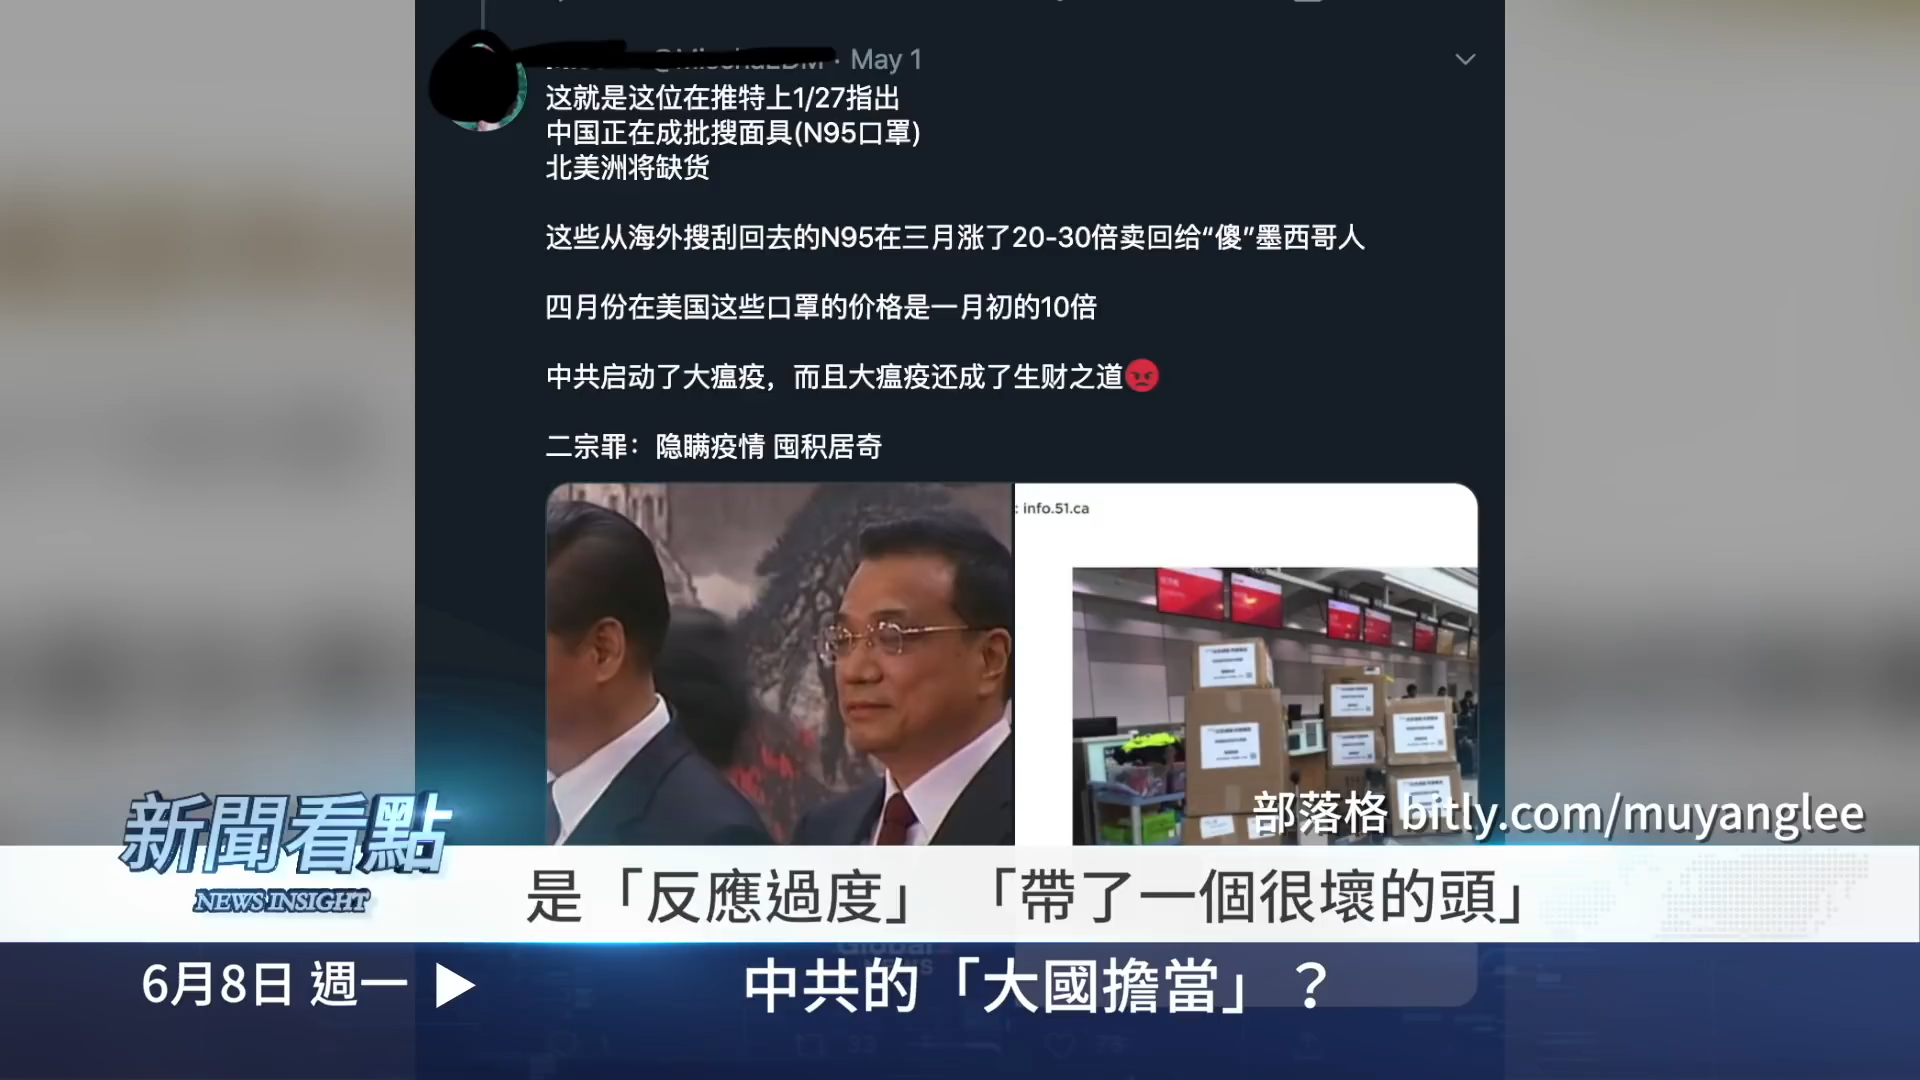 May 1
这就是这位在推特上1/27指出
中国正在成批搜面具(N95口罩)
北美洲将缺货
这些从海外搜刮回去的N95在三月涨了20-30倍卖回给“傻”墨西哥人
四月份在美国这些口罩的价格是一月初的10倍
中共启动了大瘟疫，而且大瘟疫还成了生财之道
二宗罪：隐瞒疫情 囤积居奇
: info.51.ca
部落格 bitly.com/muyanglee
新聞看點
NEWS INSIGHT
是「反應過度」 「帶了一個很壞的頭」
6月8日 週一
中共的「大國擔當」？